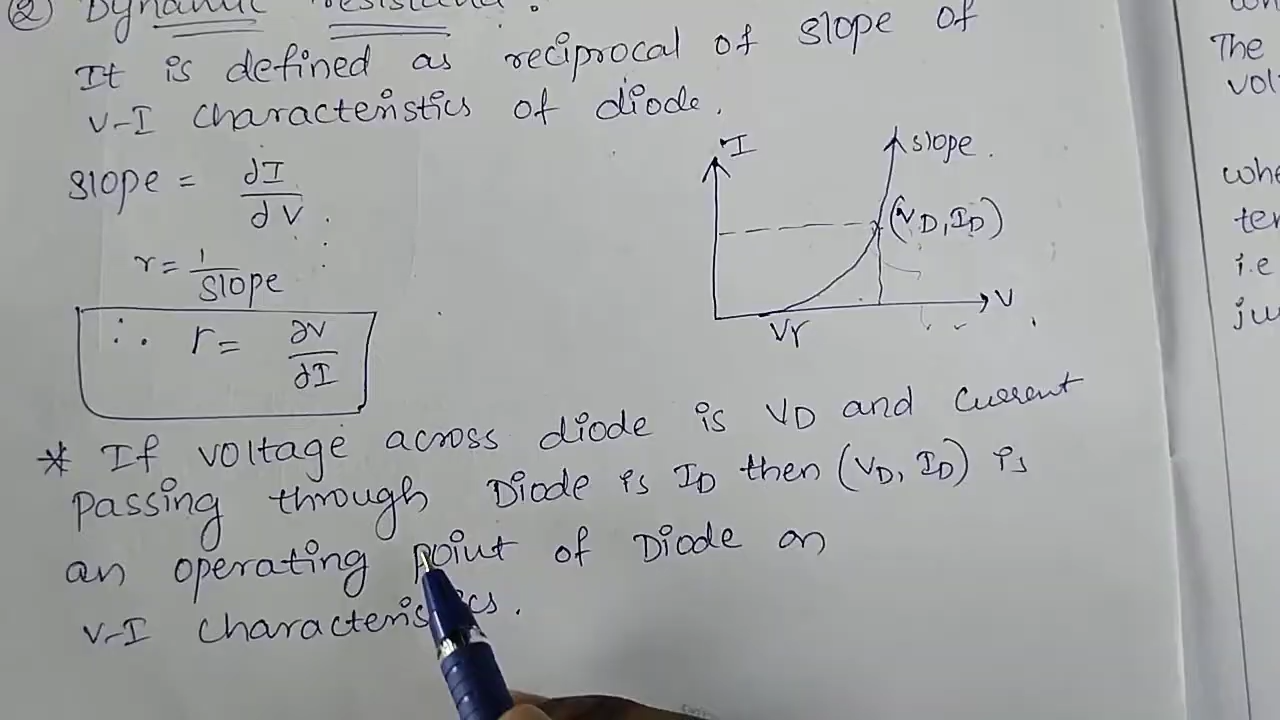 ② Dynamic resistance :
It is defined as reciprocal of slope of
V-I characteristics of diode.
slope = dI/dV .
r = 1/slope
∴ r = ∂V/∂I
I
slope .
(VD, ID)
V
Vr
* If voltage across diode is VD and current
passing through Diode is ID then (VD, ID) is
an operating point of Diode on
V-I characteristics.
The
vol
whe
ter
i.e
ju